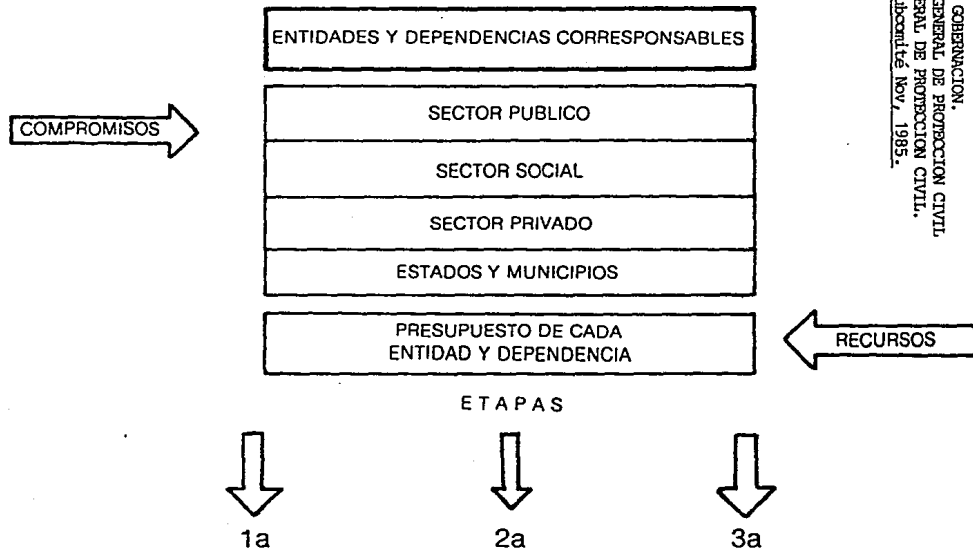 ENTIDADES Y DEPENDENCIAS CORRESPONSABLES
COMPROMISOS
SECTOR PUBLICO
SECTOR SOCIAL
SECTOR PRIVADO
ESTADOS Y MUNICIPIOS
PRESUPUESTO DE CADA
ENTIDAD Y DEPENDENCIA
RECURSOS
ETAPAS
1a
2a
3a
GOBERNACION.
GENERAL DE PROTECCION CIVIL
ERAL DE PROTECCION CIVIL.
ubcomité Nov, 1985.